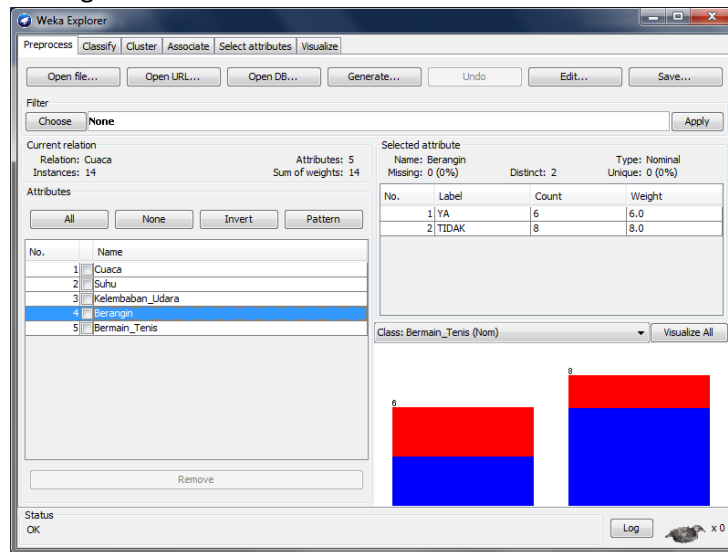 Weka Explorer
Preprocess Classify Cluster Associate Select attributes Visualize
Open file... Open URL... Open DB... Generate... Undo Edit... Save...
Filter
Choose None Apply
Current relation
Relation: Cuaca Attributes: 5
Instances: 14 Sum of weights: 14
Attributes
All None Invert Pattern
No. Name
1 Cuaca
2 Suhu
3 Kelembaban_Udara
4 Berangin
5 Bermain_Tenis
Remove
Selected attribute
Name: Berangin Type: Nominal
Missing: 0 (0%) Distinct: 2 Unique: 0 (0%)
No. Label Count Weight
1 YA 6 6.0
2 TIDAK 8 8.0
Class: Bermain_Tenis (Nom) Visualize All
6
8
Status
OK Log x 0